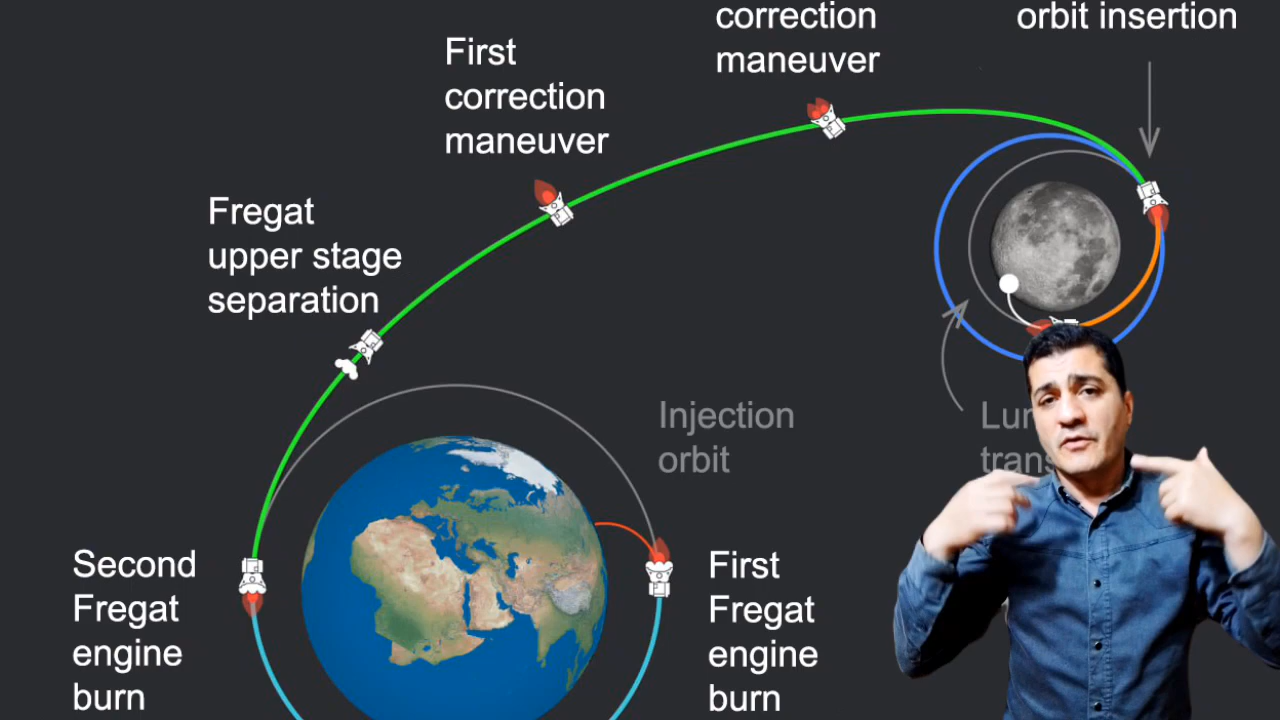 correction
maneuver
orbit insertion
First
correction
maneuver
Fregat
upper stage
separation
Injection
orbit
Second
Fregat
engine
burn
First
Fregat
engine
burn